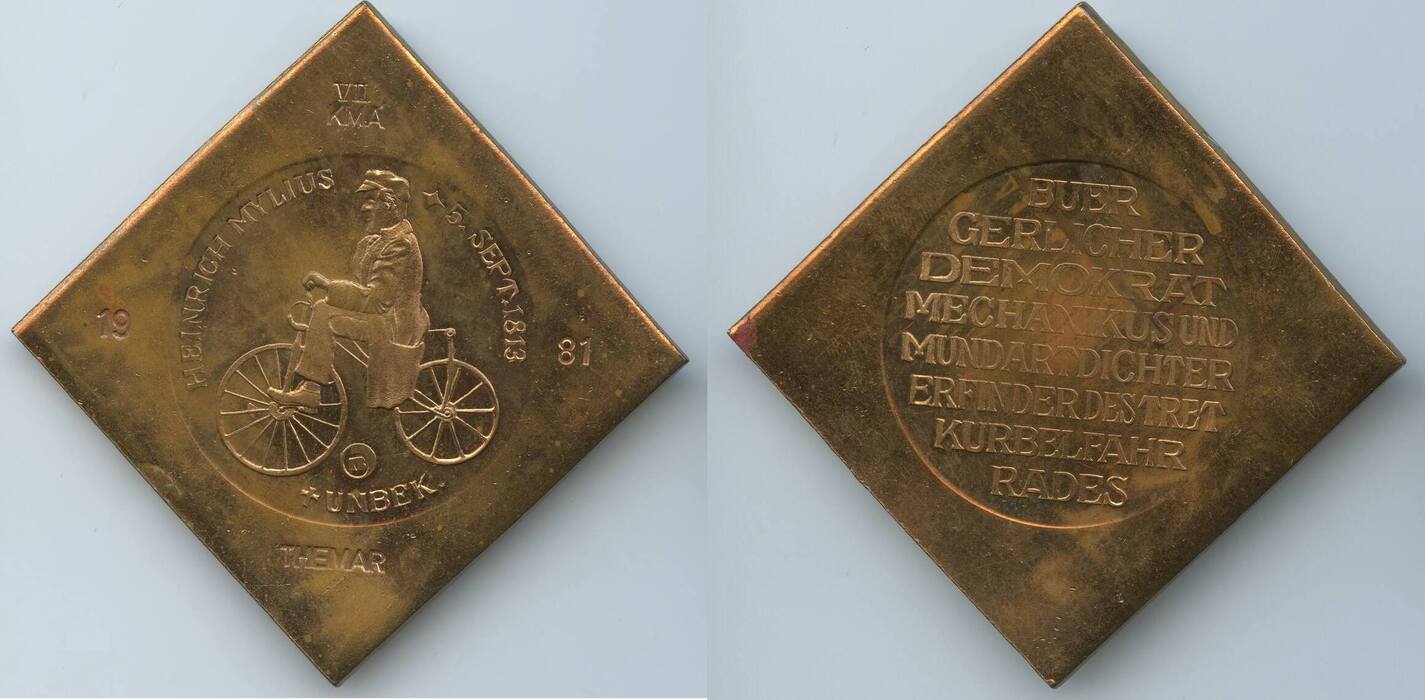 VII
KMA
HEINRICH MYLIUS
5. SEPT. 1813
19
81
UNBEK.
THEMAR
BUER
GERLICHER
DEMOKRAT
MECHANIKUS UND
MUNDARTDICHTER
ERFINDER DES TRET
KURBELFAHR
RADES